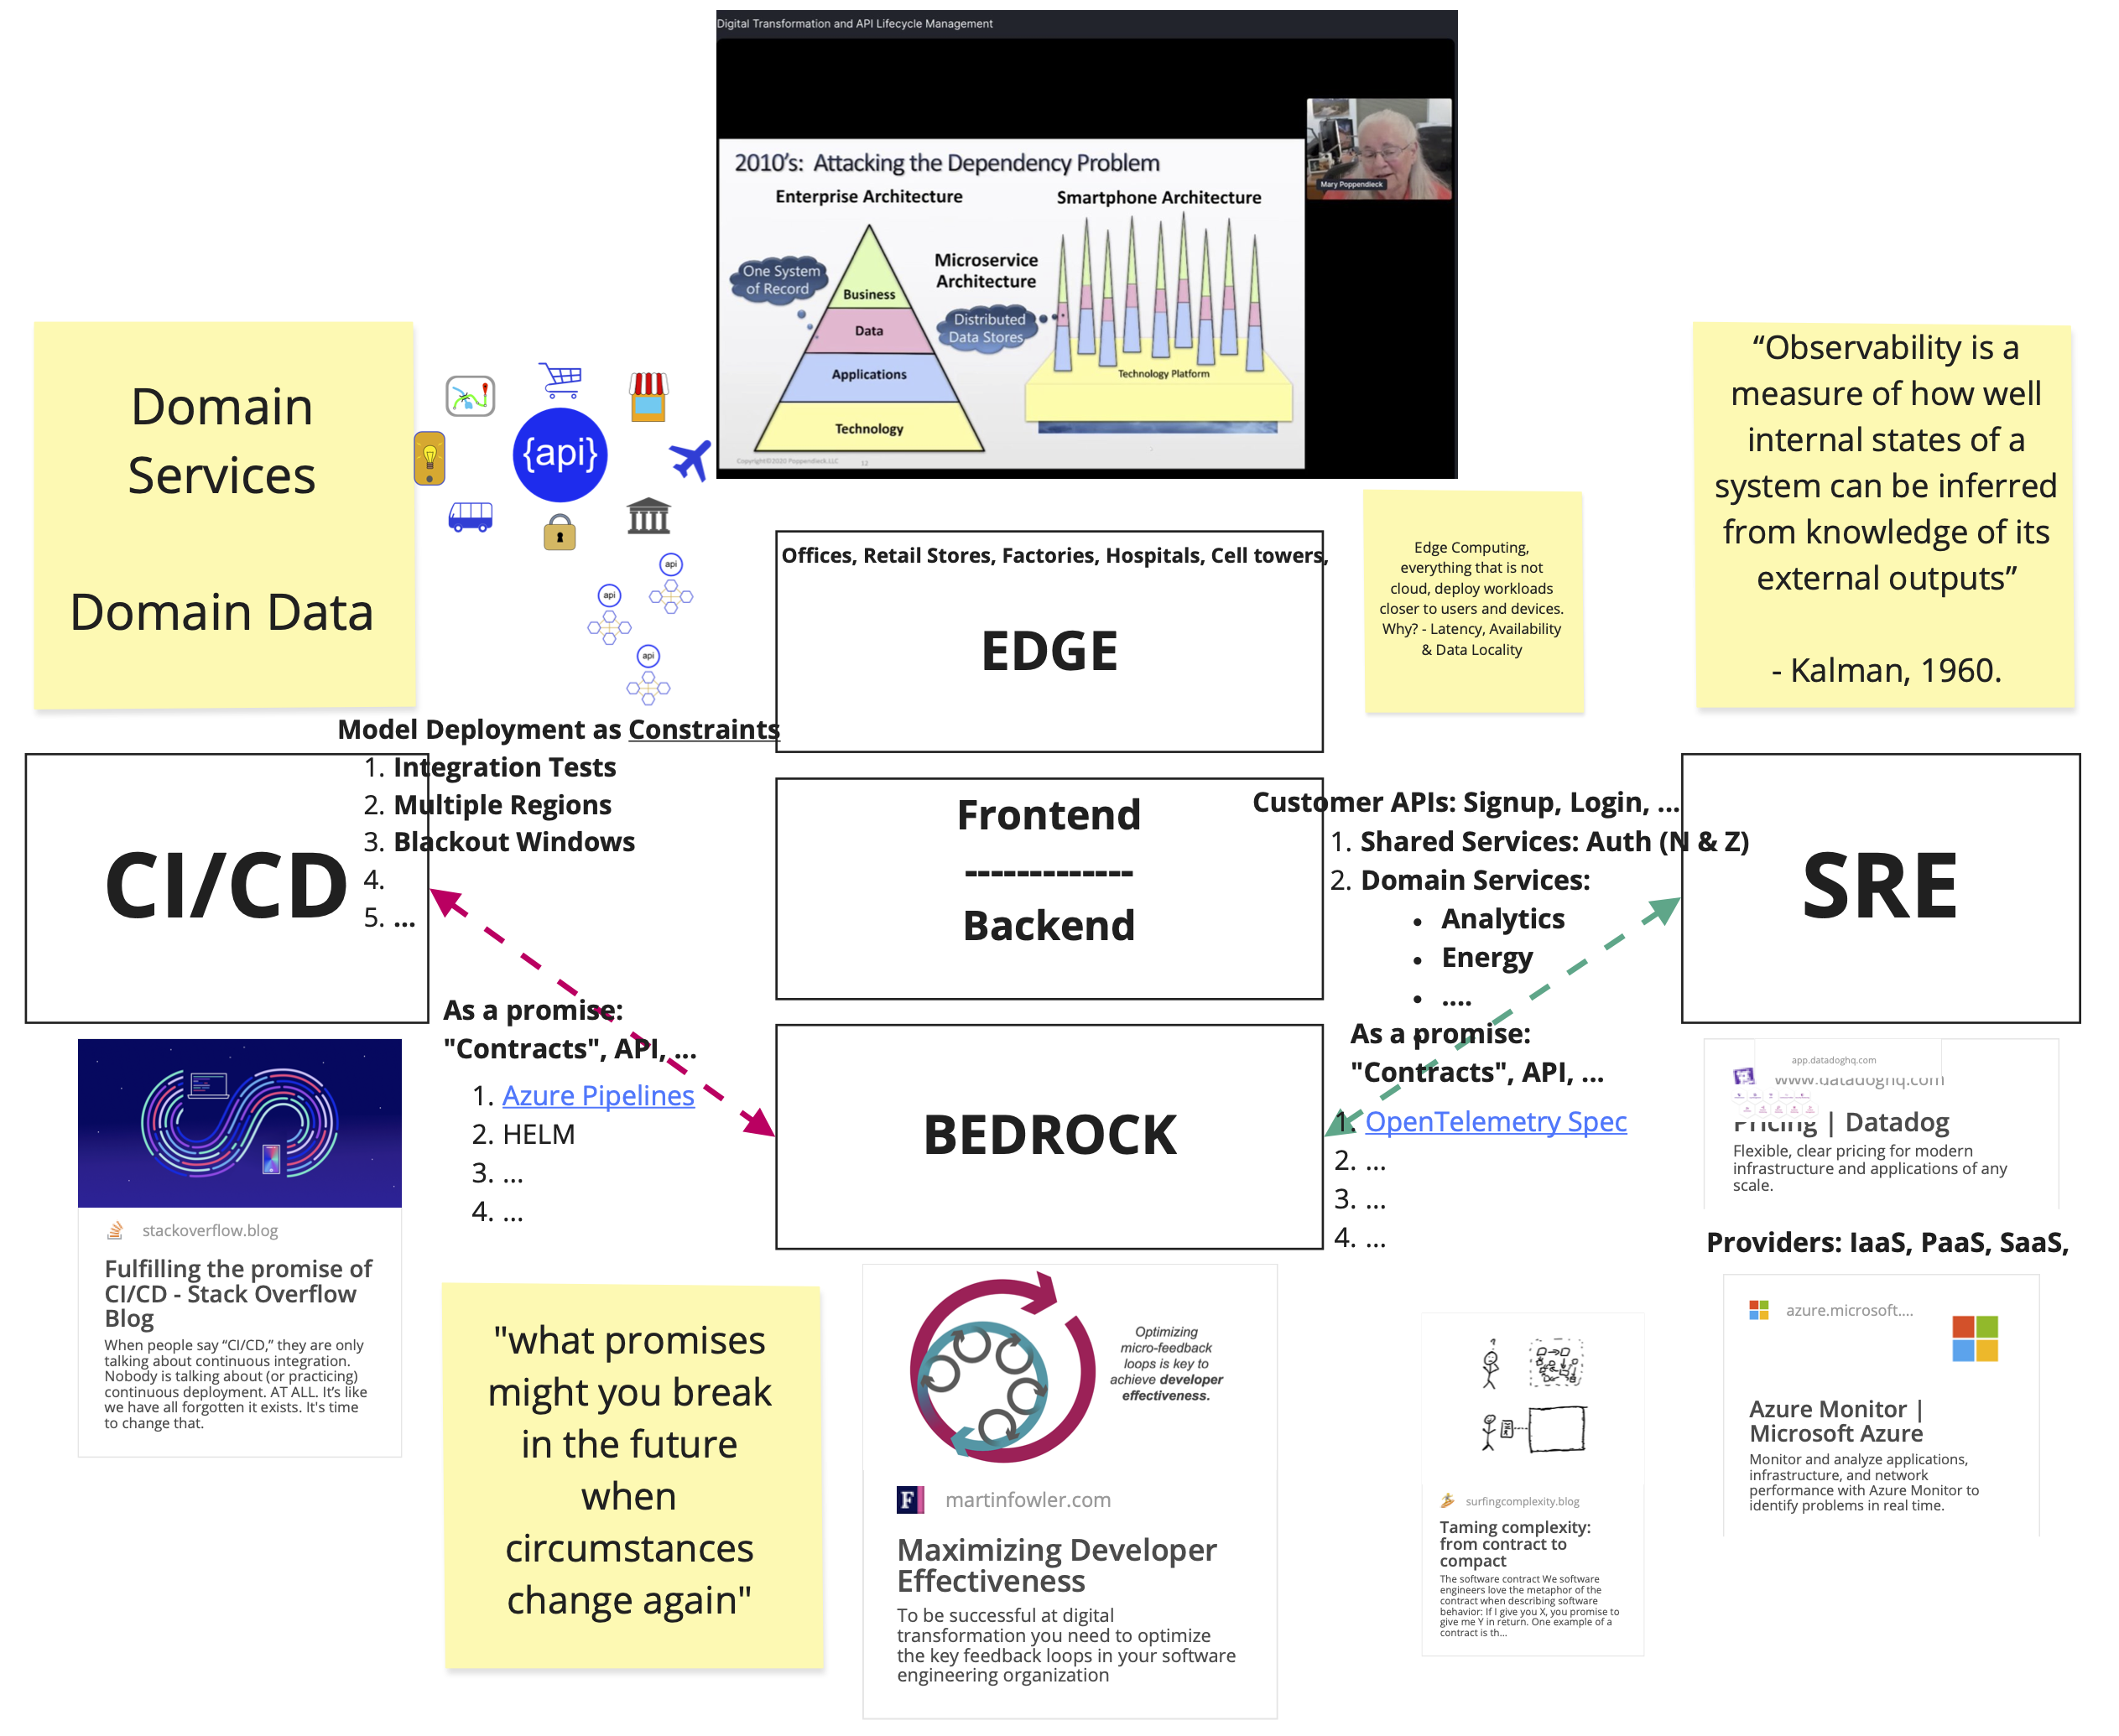 Digital Transformation and API Lifecycle Management
2010's: Attacking the Dependency Problem
Enterprise Architecture
Smartphone Architecture
Microservice
Architecture
One System
of Record
Distributed
Data Stores
Business
Data
Applications
Technology
Technology Platform
Copyright©2020 Poppendieck.LLC
12
Mary Poppendieck
Domain
Services
Domain Data
{api}
api
api
api
Offices, Retail Stores, Factories, Hospitals, Cell towers,
EDGE
Edge Computing,
everything that is not
cloud, deploy workloads
closer to users and devices.
Why? - Latency, Availability
& Data Locality
“Observability is a
measure of how well
internal states of a
system can be inferred
from knowledge of its
external outputs”
- Kalman, 1960.
Model Deployment as Constraints
1. Integration Tests
2. Multiple Regions
3. Blackout Windows
4.
5. ...
CI/CD
Frontend
-------------
Backend
Customer APIs: Signup, Login, ...
1. Shared Services: Auth (N & Z)
2. Domain Services:
• Analytics
• Energy
• ....
SRE
As a promise:
"Contracts", API, ...
1. Azure Pipelines
2. HELM
3. ...
4. ...
BEDROCK
As a promise:
"Contracts", API, ...
1. OpenTelemetry Spec
2. ...
3. ...
4. ...
app.datadoghq.com
www.datadoghq.com
Pricing | Datadog
Flexible, clear pricing for modern
infrastructure and applications of any
scale.
Providers: IaaS, PaaS, SaaS,
azure.microsoft....
Azure Monitor |
Microsoft Azure
Monitor and analyze applications,
infrastructure, and network
performance with Azure Monitor to
identify problems in real time.
stackoverflow.blog
Fulfilling the promise of
CI/CD - Stack Overflow
Blog
When people say “CI/CD,” they are only
talking about continuous integration.
Nobody is talking about (or practicing)
continuous deployment. AT ALL. It’s like
we have all forgotten it exists. It's time
to change that.
"what promises
might you break
in the future
when
circumstances
change again"
Optimizing
micro-feedback
loops is key to
achieve developer
effectiveness.
F
martinfowler.com
Maximizing Developer
Effectiveness
To be successful at digital
transformation you need to optimize
the key feedback loops in your software
engineering organization
surfingcomplexity.blog
Taming complexity:
from contract to
compact
The software contract We software
engineers love the metaphor of the
contract when describing software
behavior: If I give you X, you promise to
give me Y in return. One example of a
contract is th...